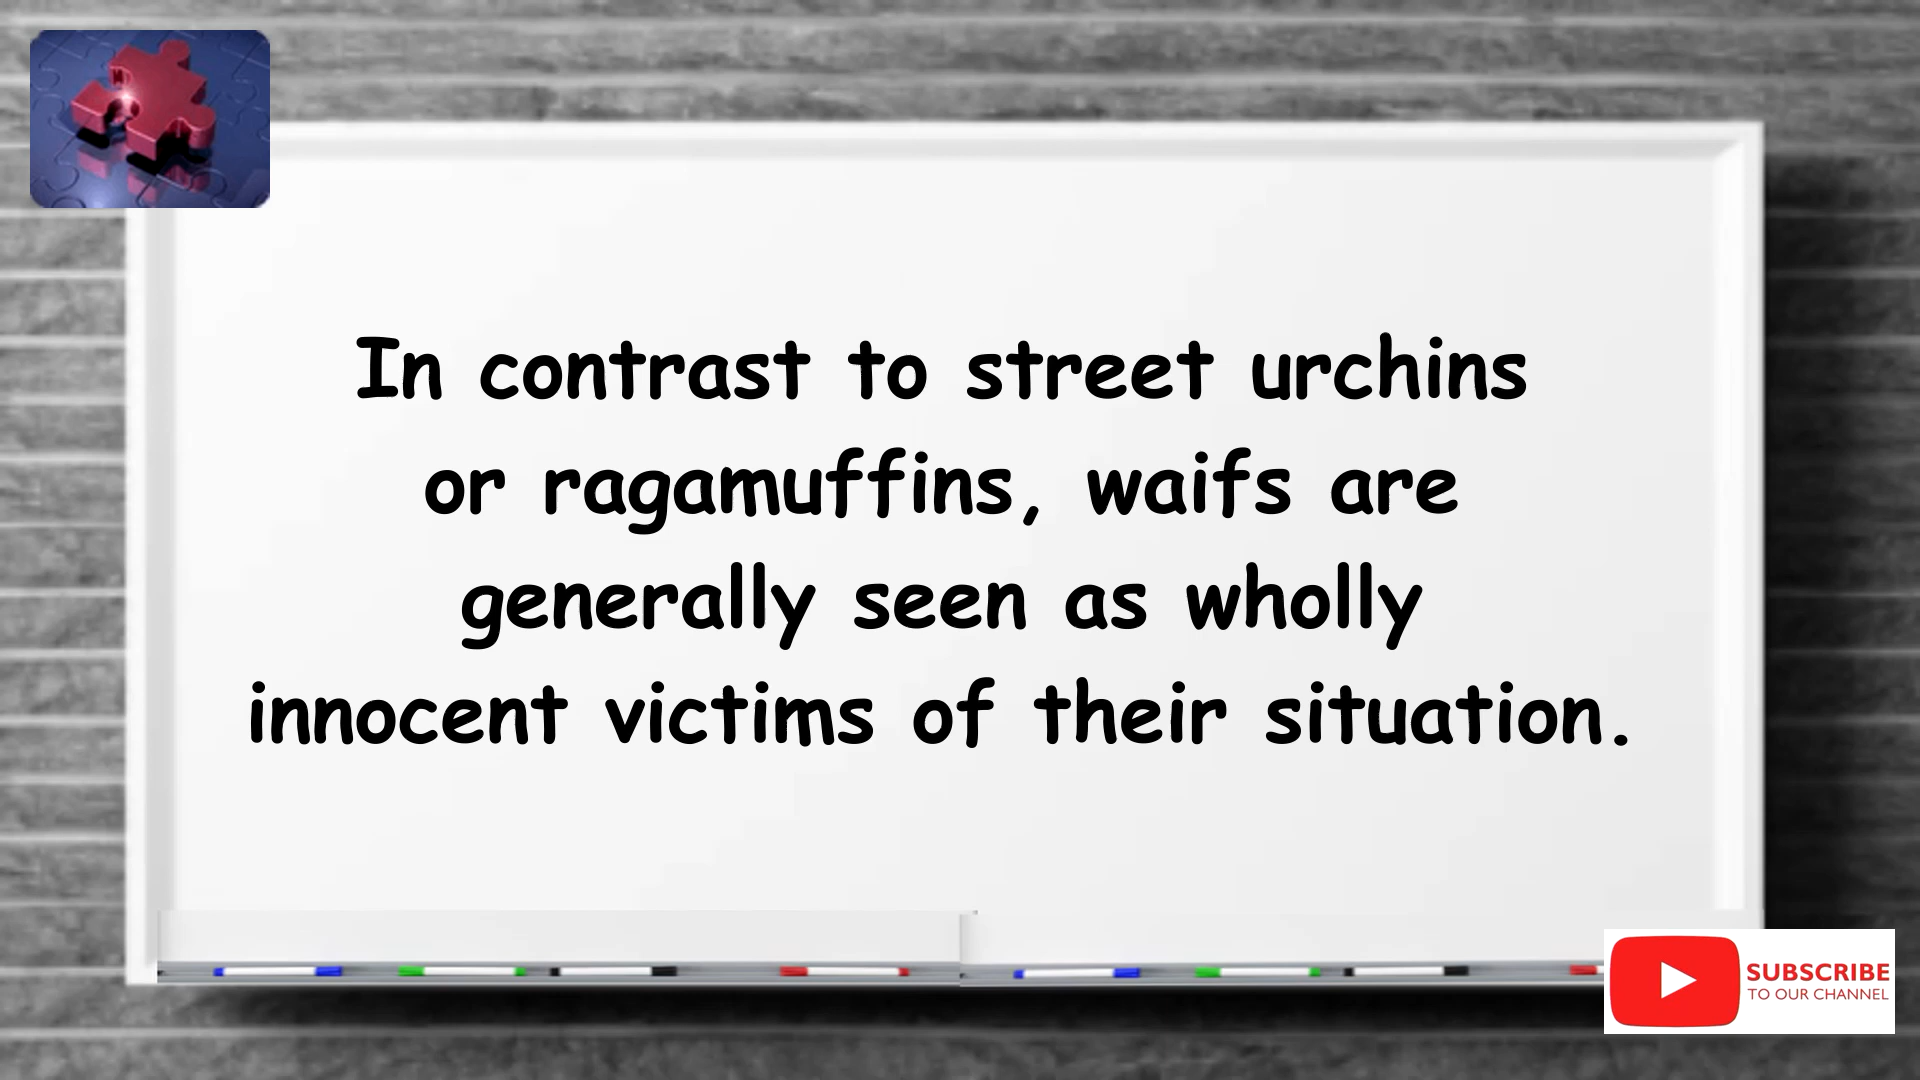 In contrast to street urchins
or ragamuffins, waifs are
generally seen as wholly
innocent victims of their situation.
SUBSCRIBE
TO OUR CHANNEL